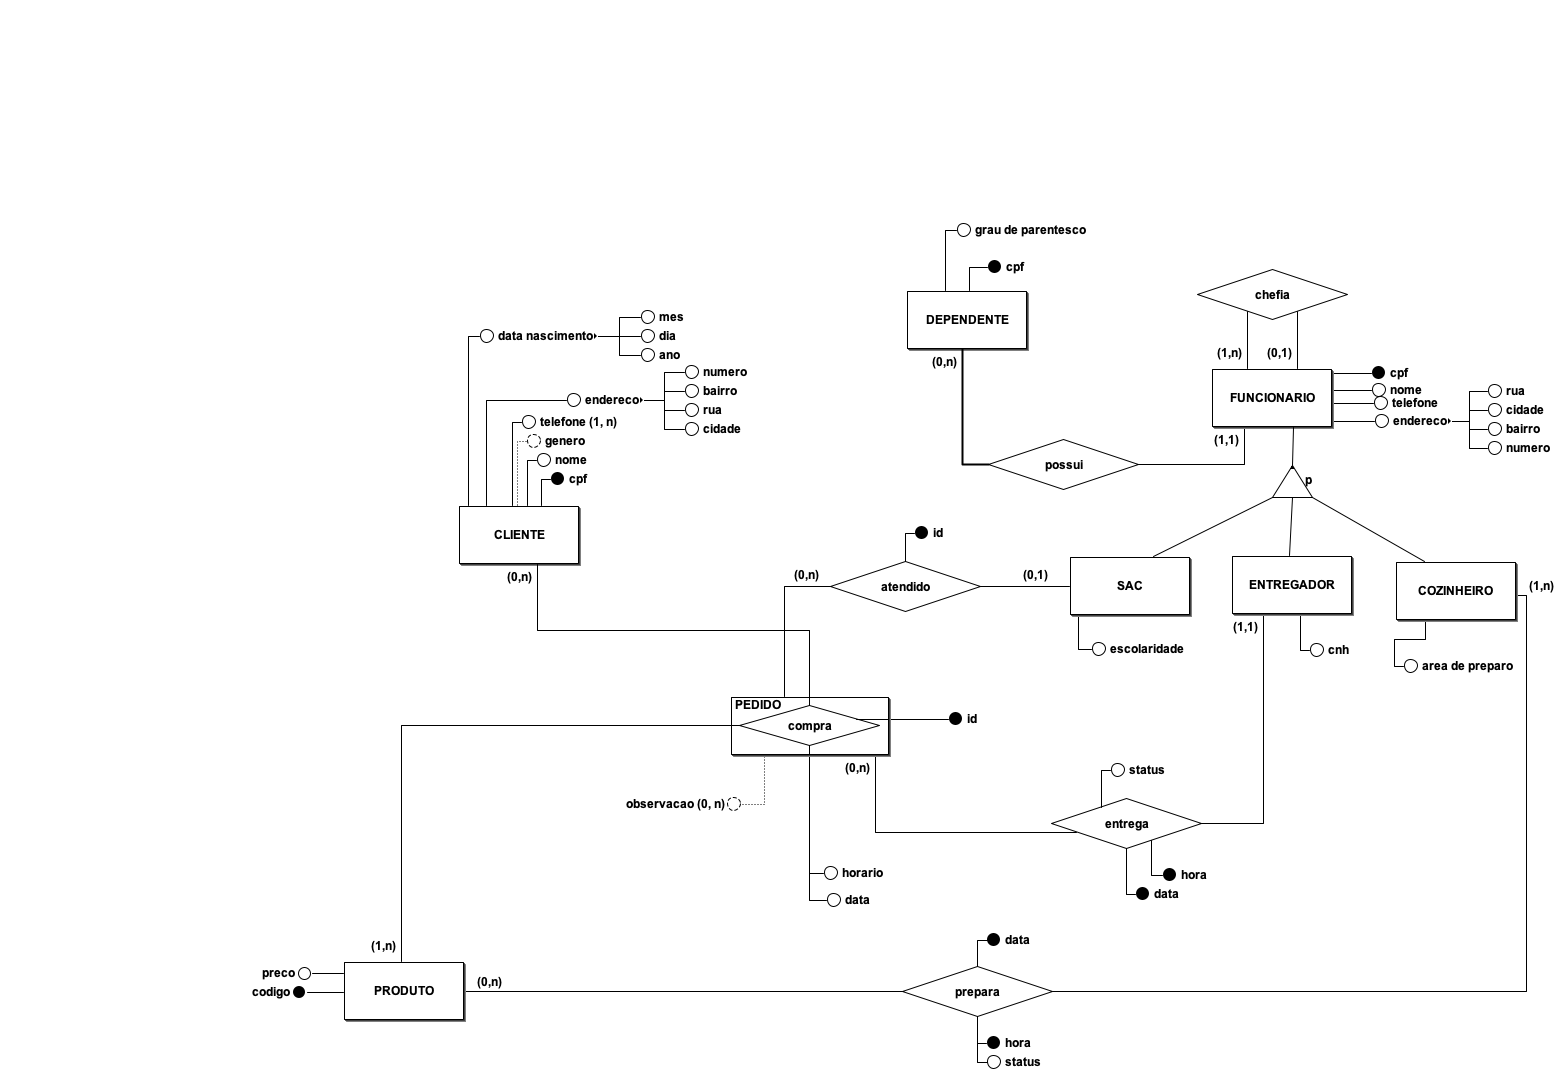 grau de parentesco
cpf
DEPENDENTE
(0,n)
chefia
(1,n)
(0,1)
FUNCIONARIO
cpf
nome
telefone
endereco
rua
cidade
bairro
numero
(1,1)
possui
p
data nascimento
mes
dia
ano
endereco
numero
bairro
rua
cidade
telefone (1, n)
genero
nome
cpf
CLIENTE
(0,n)
id
(0,n)
atendido
(0,1)
SAC
escolaridade
ENTREGADOR
(1,1)
cnh
COZINHEIRO
(1,n)
area de preparo
PEDIDO
compra
id
(0,n)
observacao (0, n)
horario
data
status
entrega
hora
data
(1,n)
preco
codigo
PRODUTO
(0,n)
data
prepara
hora
status